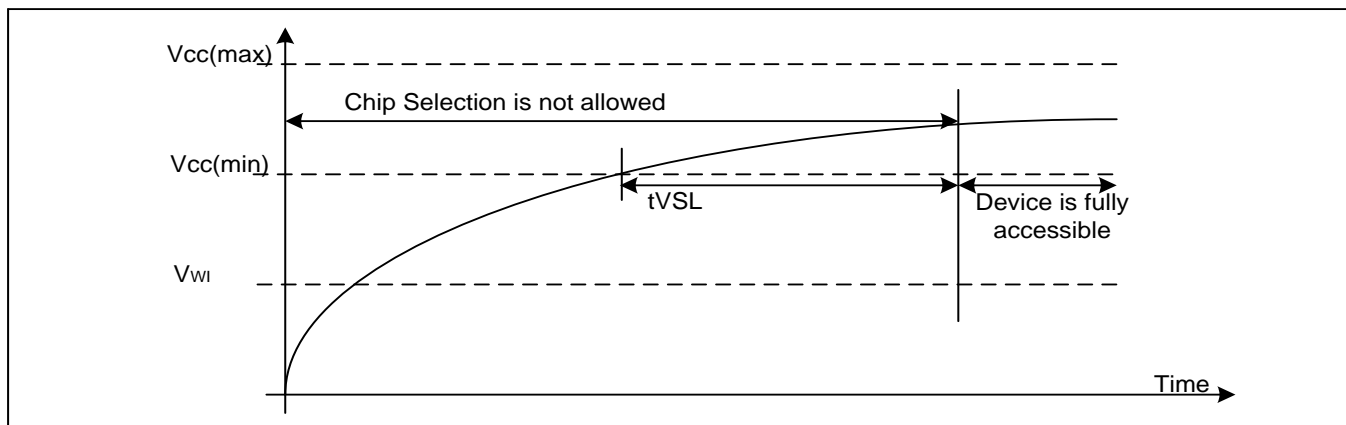 Vcc(max)
Chip Selection is not allowed
Vcc(min)
tVSL
Device is fully
accessible
VWI
Time